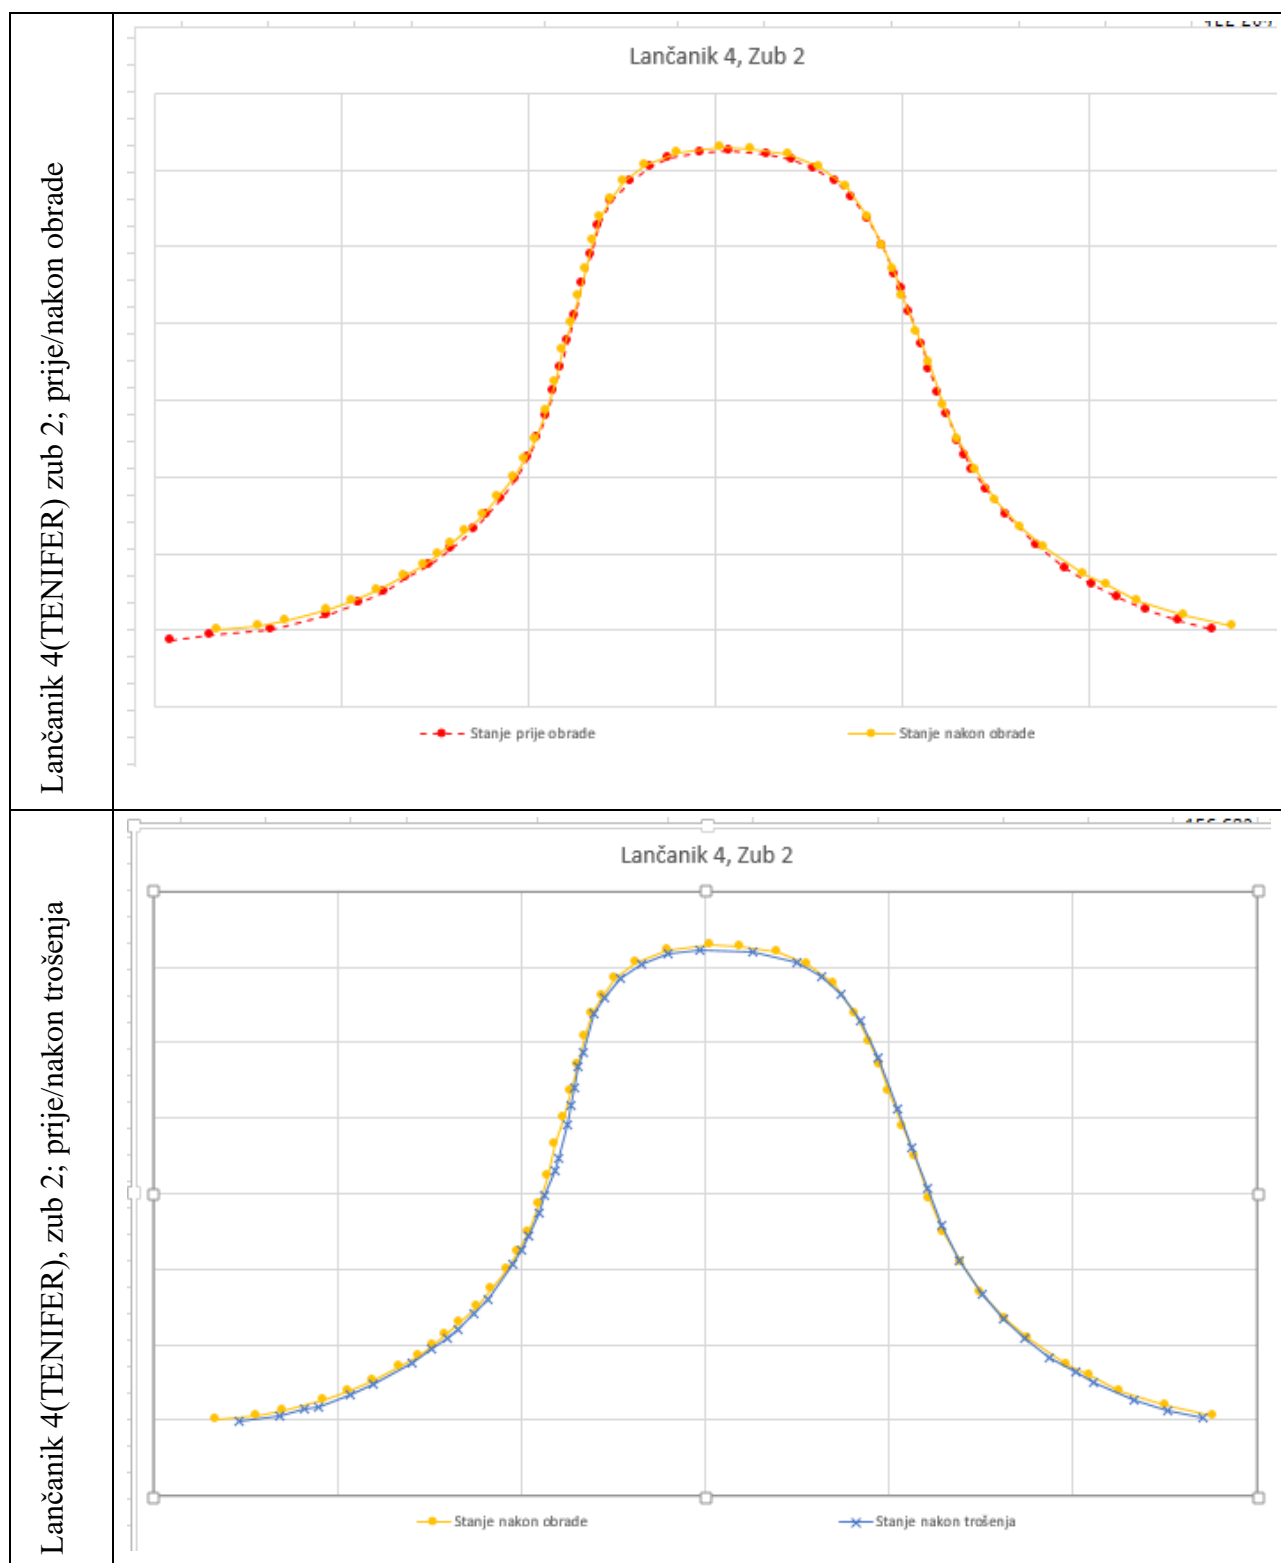 Lančanik 4(TENIFER) zub 2; prije/nakon obrade
Lančanik 4, Zub 2
Stanje prije obrade
Stanje nakon obrade
Lančanik 4(TENIFER), zub 2; prije/nakon trošenja
Lančanik 4, Zub 2
Stanje nakon obrade
Stanje nakon trošenja